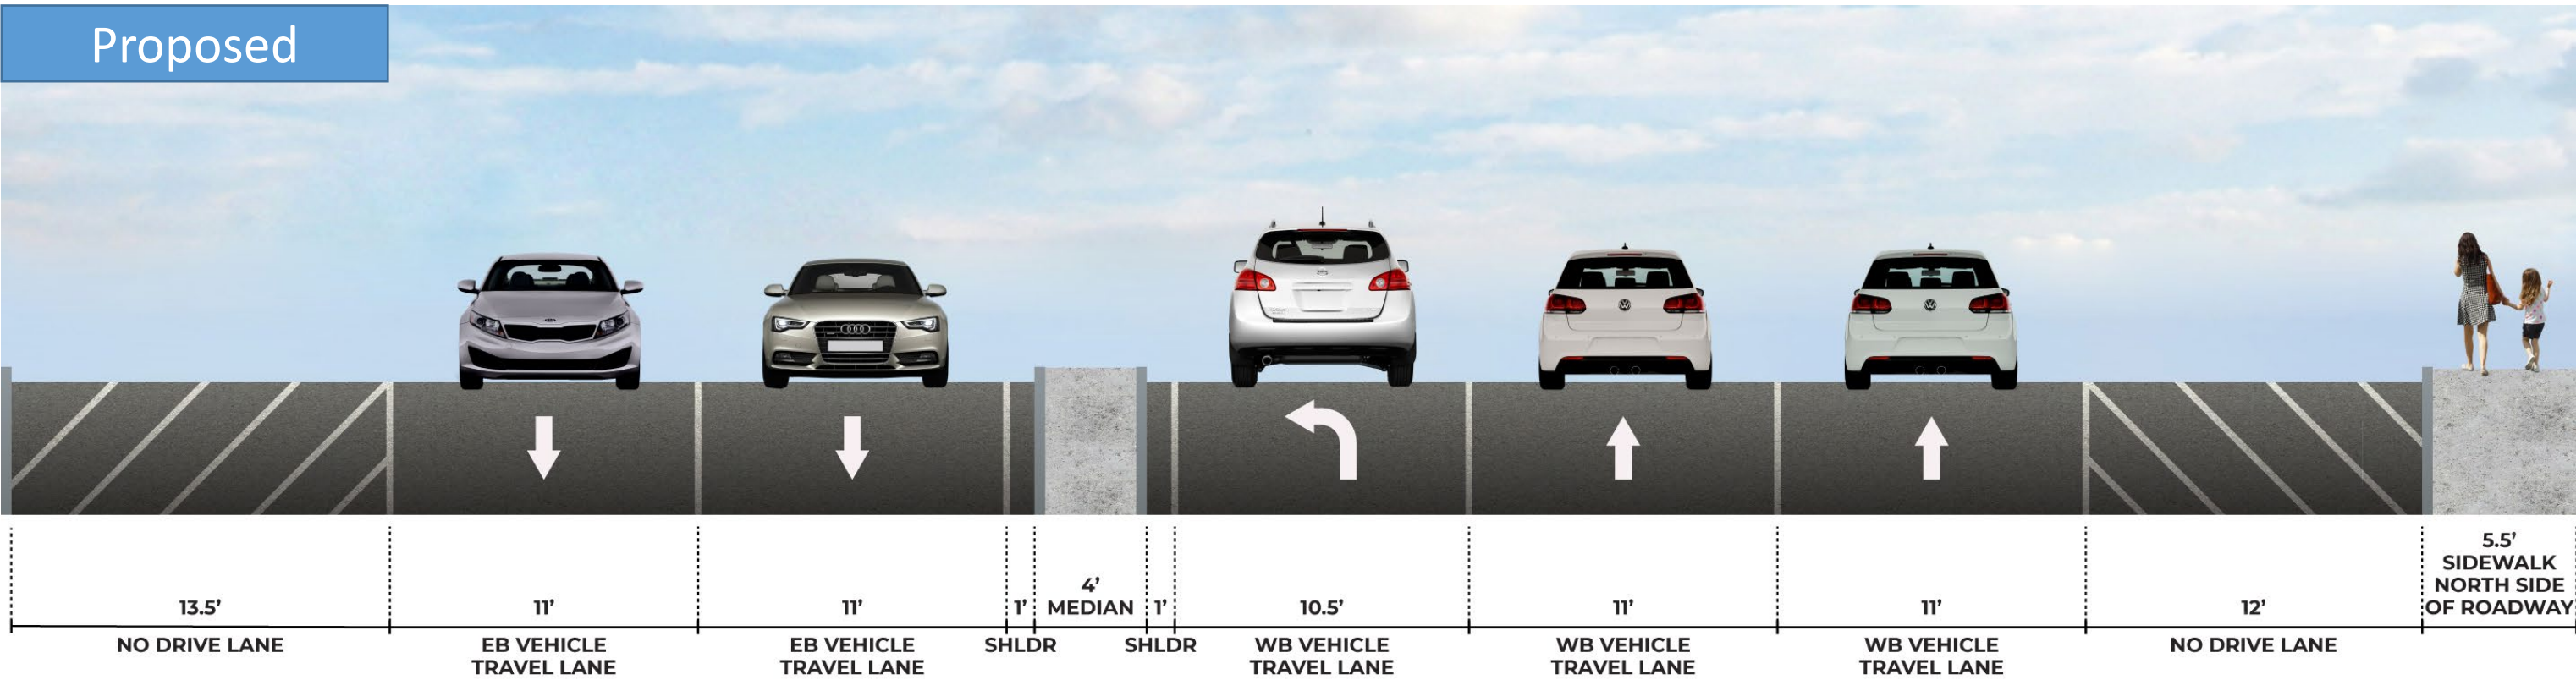 Proposed
13.5’
NO DRIVE LANE
11’
EB VEHICLE
TRAVEL LANE
11’
EB VEHICLE
TRAVEL LANE
1’
SHLDR
4’
MEDIAN
1’
SHLDR
10.5’
WB VEHICLE
TRAVEL LANE
11’
WB VEHICLE
TRAVEL LANE
11’
WB VEHICLE
TRAVEL LANE
12’
NO DRIVE LANE
5.5’
SIDEWALK
NORTH SIDE
OF ROADWAY